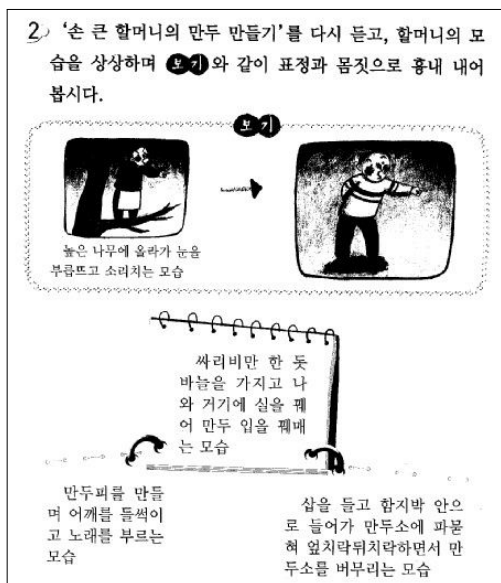 2 '손 큰 할머니의 만두 만들기'를 다시 듣고, 할머니의 모
습을 상상하며 보기와 같이 표정과 몸짓으로 흉내 내어
봅시다.
보기
높은 나무에 올라가 눈을
부릅뜨고 소리치는 모습
싸리비만 한 돗
바늘을 가지고 나
와 거기에 실을 꿰
어 만두 입을 꿰매
는 모습
만두피를 만들
며 어깨를 들썩이
고 노래를 부르는
모습
삽을 들고 함지박 안으
로 들어가 만두소에 파묻
혀 엎치락뒤치락하면서 만
두소를 버무리는 모습